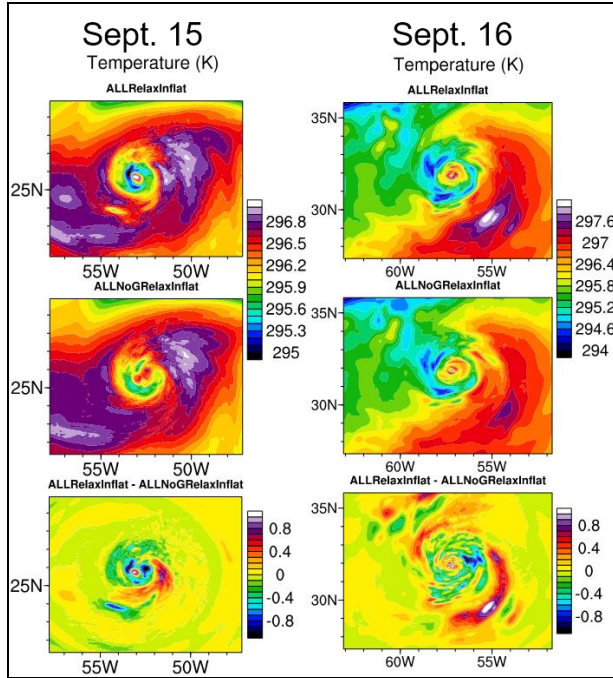 Sept. 15
Temperature (K)
ALLRelaxInflat
25N
55W 50W
296.8
296.5
296.2
295.9
295.6
295.3
295
ALLNoGRelaxInflat
25N
55W 50W
ALLRelaxInflat - ALLNoGRelaxInflat
25N
55W 50W
0.8
0.4
0
-0.4
-0.8
Sept. 16
Temperature (K)
ALLRelaxInflat
35N
30N
60W 55W
297.6
297
296.4
295.8
295.2
294.6
294
ALLNoGRelaxInflat
35N
30N
60W 55W
ALLRelaxInflat - ALLNoGRelaxInflat
35N
30N
60W 55W
0.8
0.4
0
-0.4
-0.8